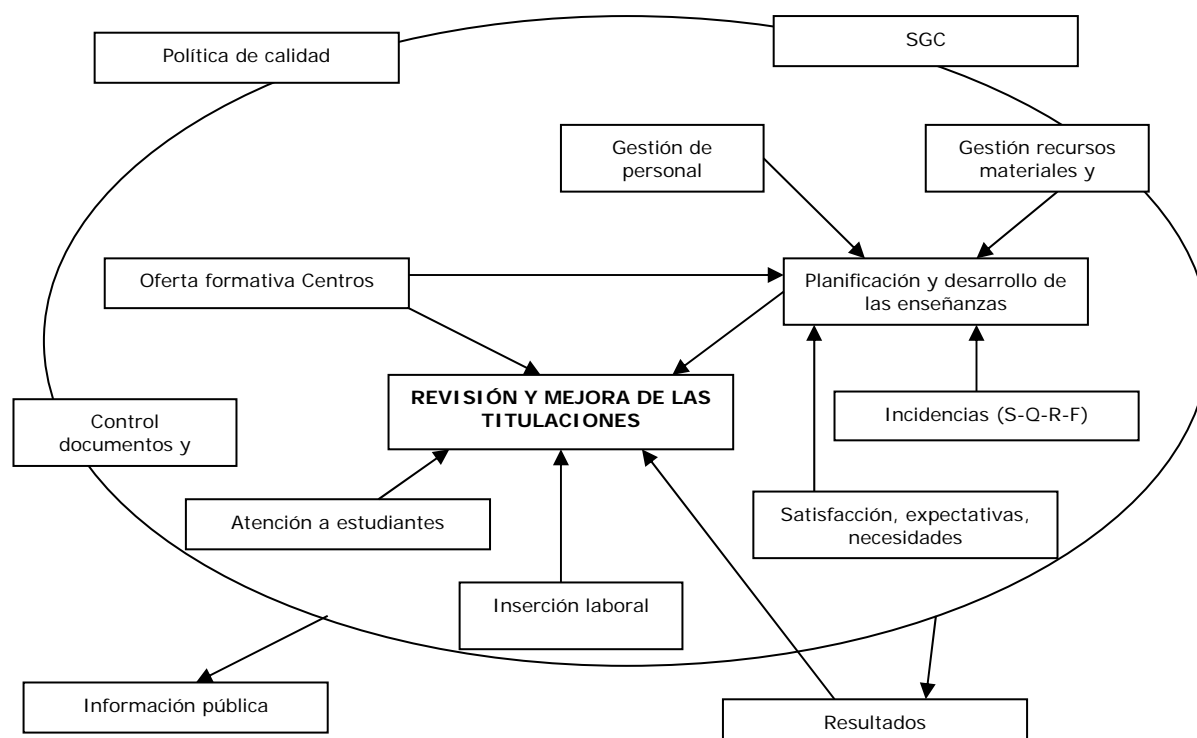 Política de calidad
SGC
Gestión de
personal
Gestión recursos
materiales y
Oferta formativa Centros
Planificación y desarrollo de
las enseñanzas
REVISIÓN Y MEJORA DE LAS
TITULACIONES
Incidencias (S-Q-R-F)
Control
documentos y
Atención a estudiantes
Satisfacción, expectativas,
necesidades
Inserción laboral
Información pública
Resultados